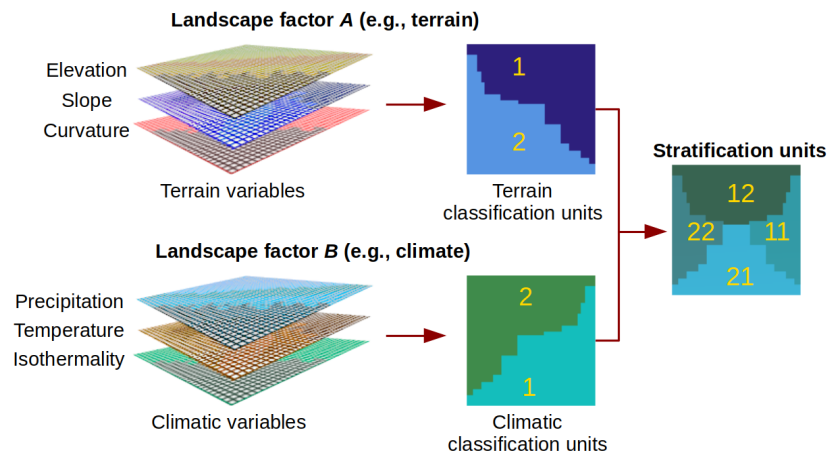 Landscape factor A (e.g., terrain)
Elevation
Slope
Curvature
Terrain variables
1
2
Terrain
classification units
Landscape factor B (e.g., climate)
Precipitation
Temperature
Isothermality
Climatic variables
2
1
Climatic
classification units
Stratification units
12
22 11
21